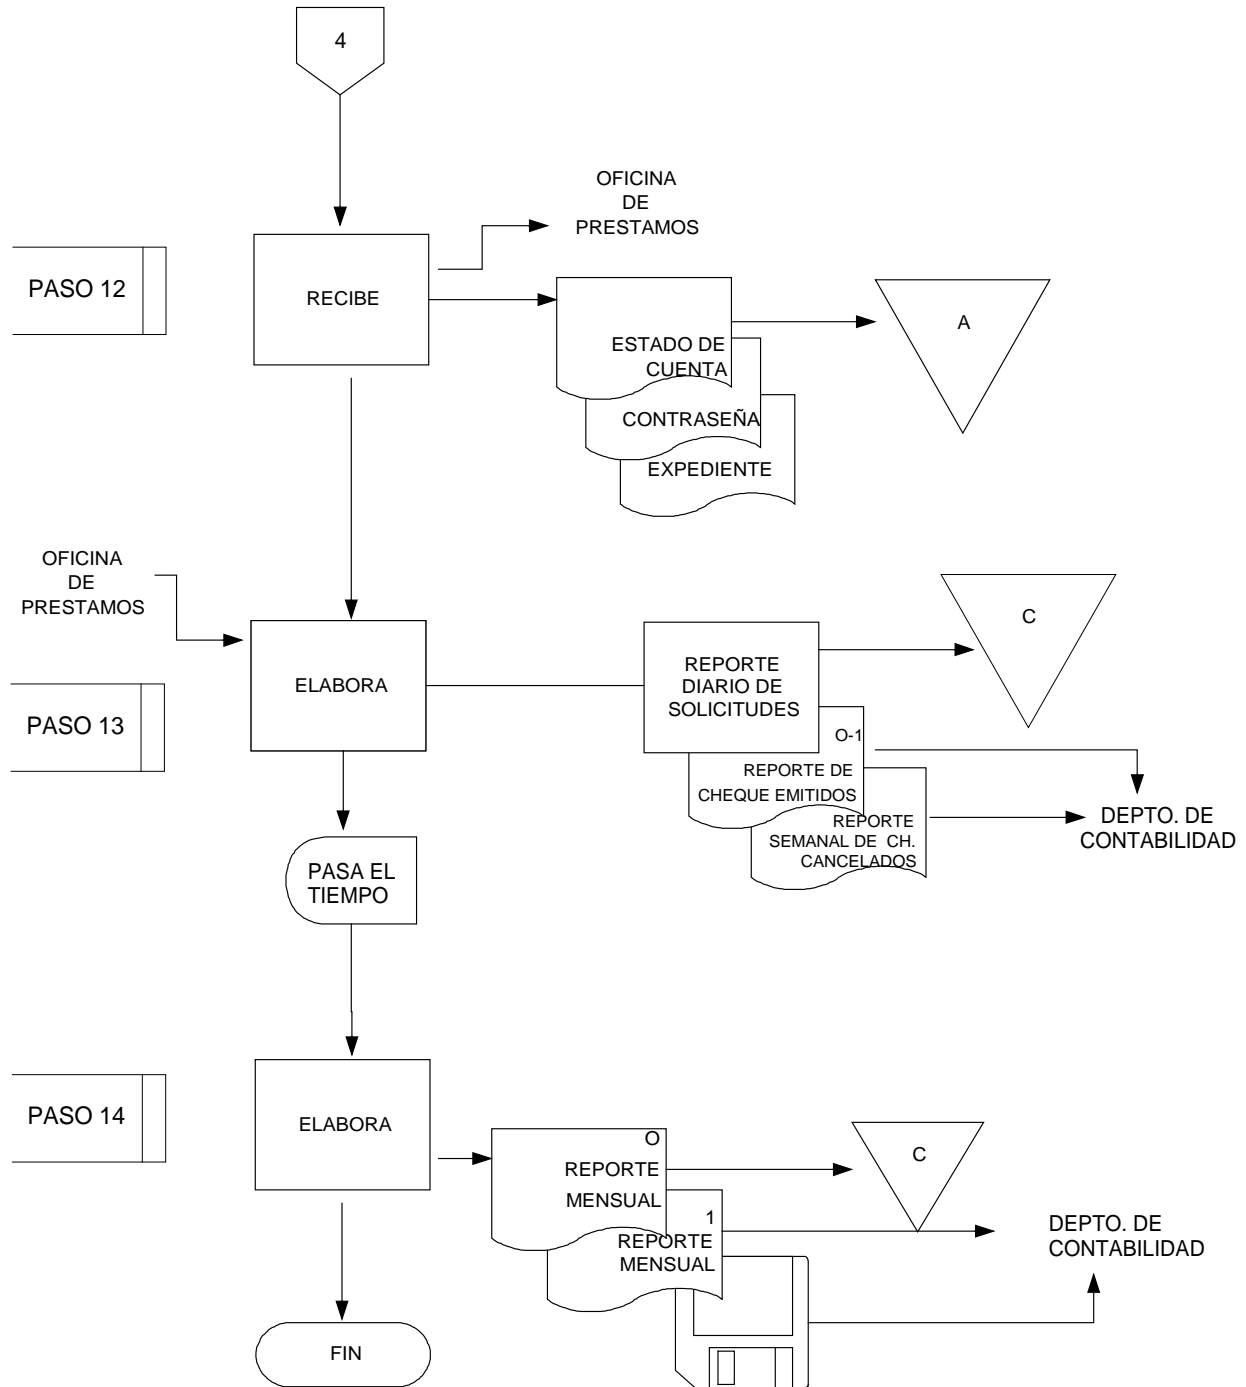 4
OFICINA
DE
PRESTAMOS
PASO 12
RECIBE
A
ESTADO DE
CUENTA
CONTRASEÑA
EXPEDIENTE
OFICINA
DE
PRESTAMOS
PASO 13
ELABORA
REPORTE
DIARIO DE
SOLICITUDES
C
O-1
REPORTE DE
CHEQUE EMITIDOS
REPORTE
SEMANAL DE CH.
CANCELADOS
DEPTO. DE
CONTABILIDAD
PASA EL
TIEMPO
PASO 14
ELABORA
O
REPORTE
MENSUAL
C
1
REPORTE
MENSUAL
DEPTO. DE
CONTABILIDAD
FIN